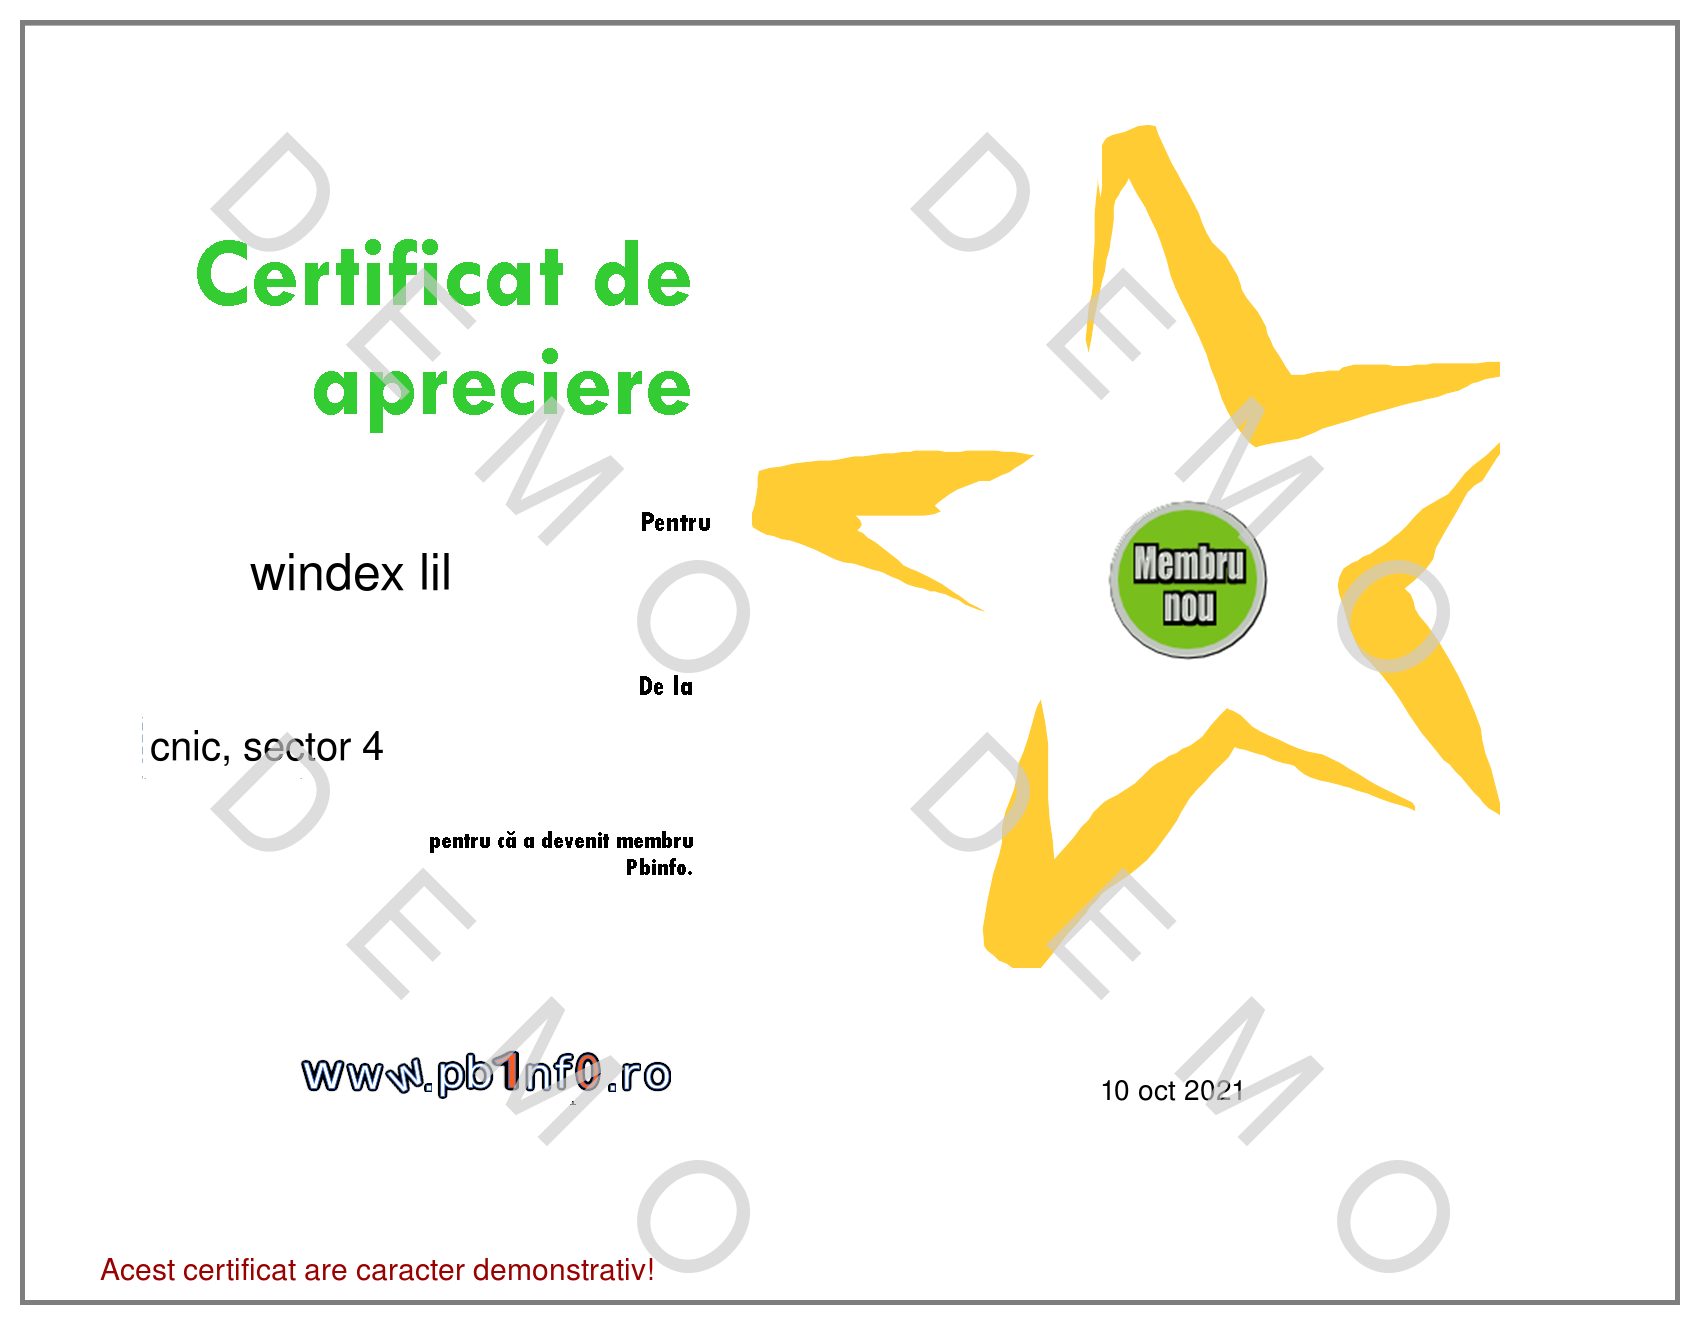 Certificat de
apreciere
Pentru
windex lil
De la
cnic, sector 4
pentru că a devenit membru
Pbinfo.
Membru
nou
www.pb1nf0.ro
10 oct 2021
Acest certificat are caracter demonstrativ!
DEMO
DEMO
DEMO
DEMO